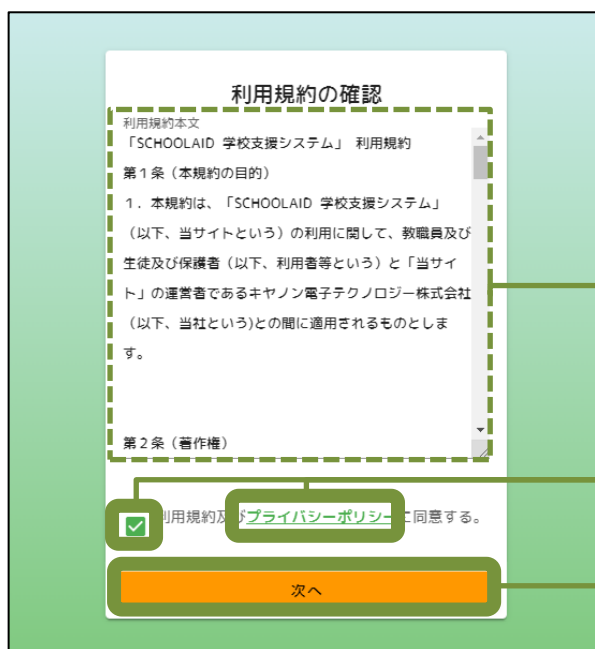 利用規約の確認
利用規約本文
「SCHOOLAID 学校支援システム」 利用規約
第１条（本規約の目的）
１．本規約は、「SCHOOLAID 学校支援システム」
（以下、当サイトという）の利用に関して、教職員及び
生徒及び保護者（以下、利用者等という）と「当サイ
ト」の運営者であるキヤノン電子テクノロジー株式会社
（以下、当社という)との間に適用されるものとしま
す。
第２条（著作権）
利用規約及びプライバシーポリシーに同意する。
次へ